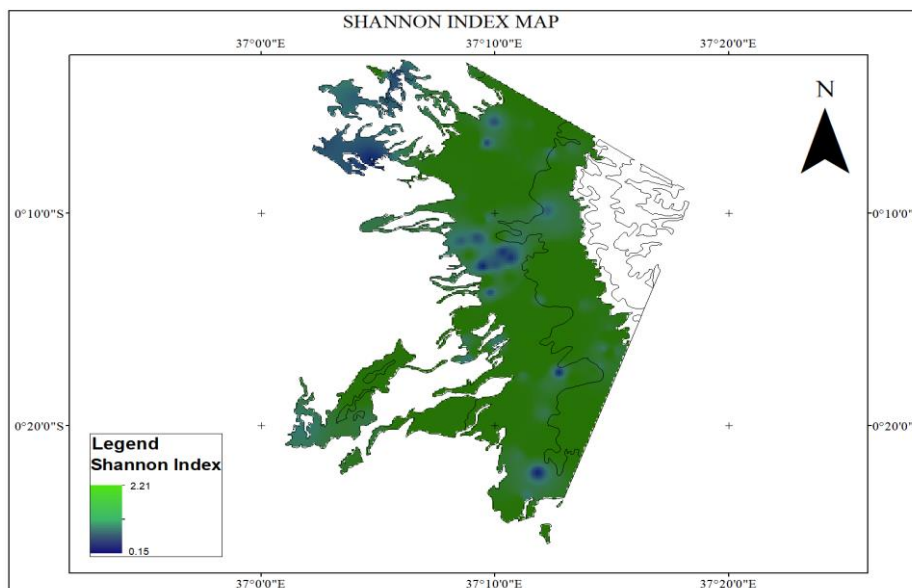 SHANNON INDEX MAP
37°0'0"E 37°10'0"E 37°20'0"E
N
0°10'0"S 0°10'0"S
0°20'0"S 0°20'0"S
Legend
Shannon Index
2.21
0.15
37°0'0"E 37°10'0"E 37°20'0"E